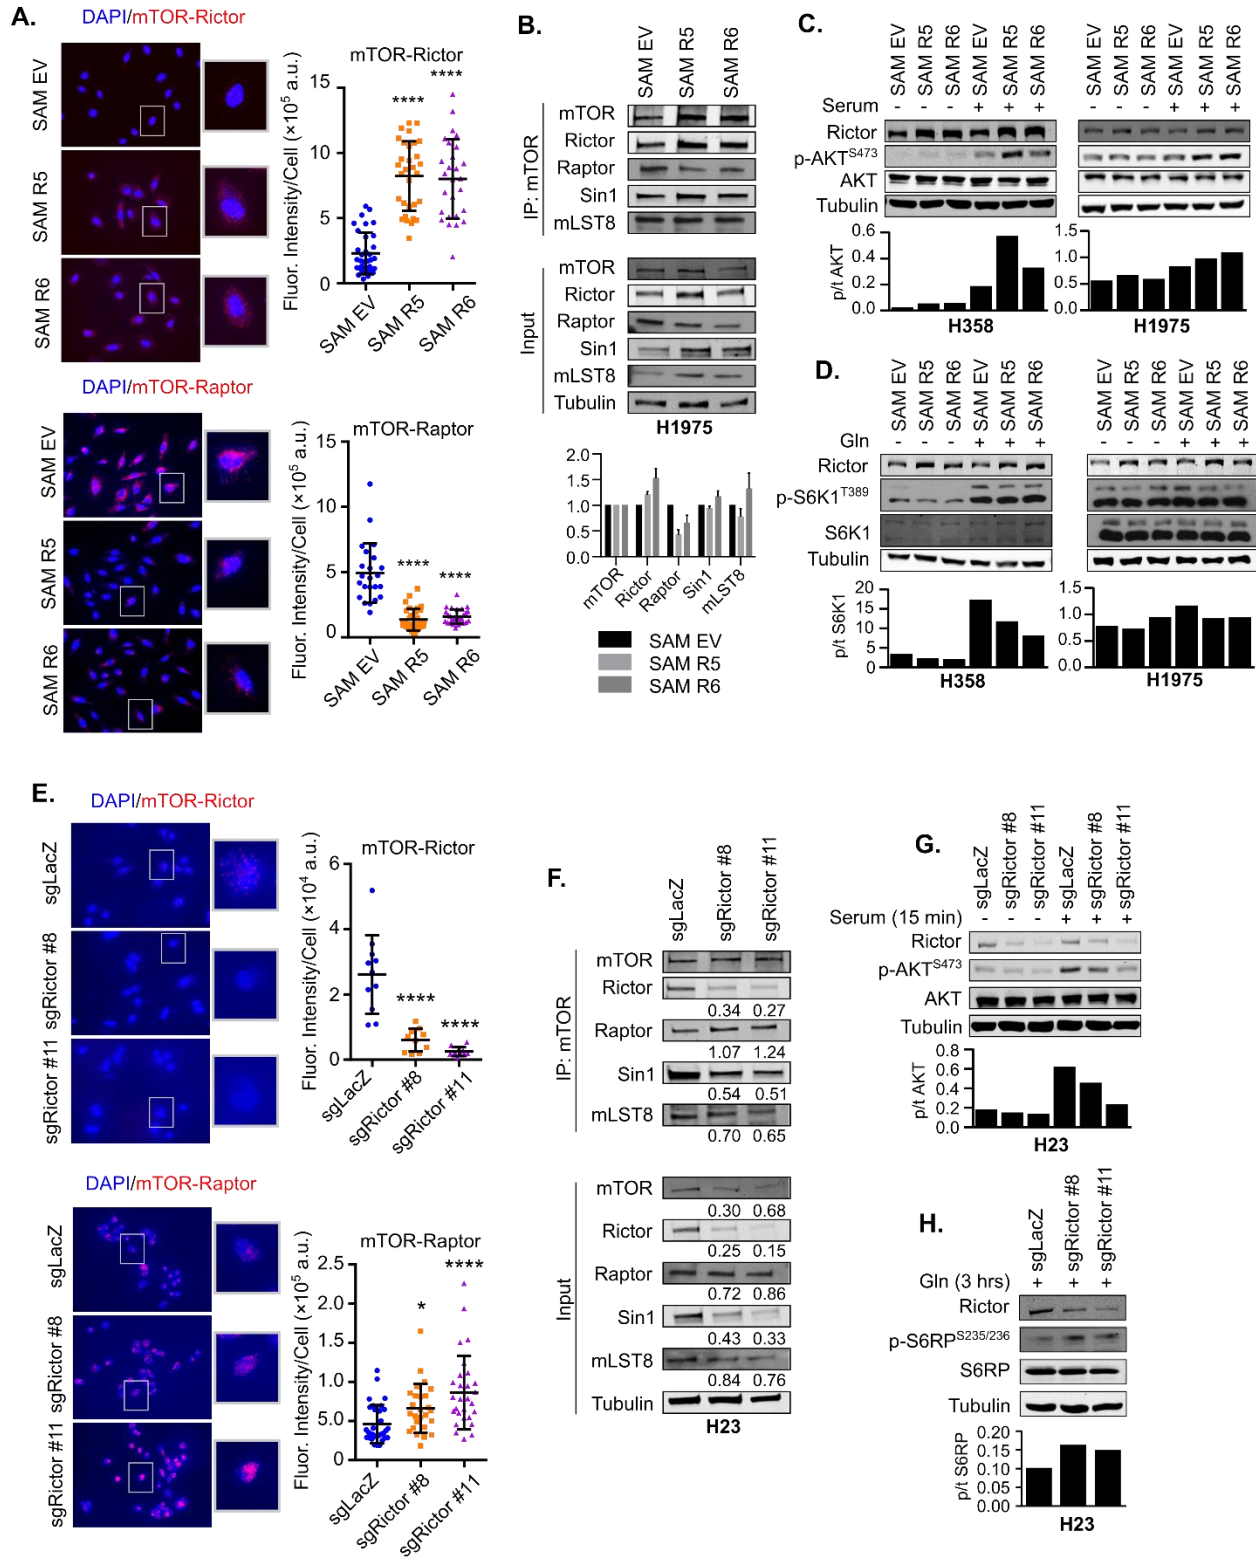 A.
DAPI/mTOR-Rictor
SAM EV
SAM R5
SAM R6
mTOR-Rictor
Fluor. Intensity/Cell (×10⁵ a.u.)
15
10
5
0
****
****
SAM EV
SAM R5
SAM R6
DAPI/mTOR-Raptor
SAM EV
SAM R5
SAM R6
mTOR-Raptor
Fluor. Intensity/Cell (×10⁵ a.u.)
15
10
5
0
****
****
SAM EV
SAM R5
SAM R6
B.
SAM EV
SAM R5
SAM R6
IP: mTOR
mTOR
Rictor
Raptor
Sin1
mLST8
Input
mTOR
Rictor
Raptor
Sin1
mLST8
Tubulin
H1975
2.0
1.5
1.0
0.5
0.0
mTOR
Rictor
Raptor
Sin1
mLST8
SAM EV
SAM R5
SAM R6
C.
SAM EV
SAM R5
SAM R6
SAM EV
SAM R5
SAM R6
SAM EV
SAM R5
SAM R6
SAM EV
SAM R5
SAM R6
Serum - - - + + + - - - + + +
Rictor
p-AKT^S473
AKT
Tubulin
p/t AKT
0.6
0.4
0.2
0.0
H358
1.5
1.0
0.5
0.0
H1975
D.
SAM EV
SAM R5
SAM R6
SAM EV
SAM R5
SAM R6
SAM EV
SAM R5
SAM R6
SAM EV
SAM R5
SAM R6
Gln - - - + + + - - - + + +
Rictor
p-S6K1^T389
S6K1
Tubulin
p/t S6K1
20
15
10
5
0
H358
1.5
1.0
0.5
0.0
H1975
E.
DAPI/mTOR-Rictor
sgLacZ
sgRictor #8
sgRictor #11
mTOR-Rictor
Fluor. Intensity/Cell (×10⁴ a.u.)
6
4
2
0
****
****
sgLacZ
sgRictor #8
sgRictor #11
DAPI/mTOR-Raptor
sgLacZ
sgRictor #8
sgRictor #11
mTOR-Raptor
Fluor. Intensity/Cell (×10⁵ a.u.)
2.5
2.0
1.5
1.0
5.0
0
*
****
sgLacZ
sgRictor #8
sgRictor #11
F.
sgLacZ
sgRictor #8
sgRictor #11
IP: mTOR
mTOR
Rictor
0.34 0.27
Raptor
1.07 1.24
Sin1
0.54 0.51
mLST8
0.70 0.65
Input
mTOR
0.30 0.68
Rictor
0.25 0.15
Raptor
0.72 0.86
Sin1
0.43 0.33
mLST8
0.84 0.76
Tubulin
H23
G.
sgLacZ
sgRictor #8
sgRictor #11
sgLacZ
sgRictor #8
sgRictor #11
Serum (15 min) - - - + + +
Rictor
p-AKT^S473
AKT
Tubulin
p/t AKT
0.8
0.6
0.4
0.2
0.0
H23
H.
sgLacZ
sgRictor #8
sgRictor #11
Gln (3 hrs) + + +
Rictor
p-S6RP^S235/236
S6RP
Tubulin
p/t S6RP
0.20
0.15
0.10
0.05
0.00
H23